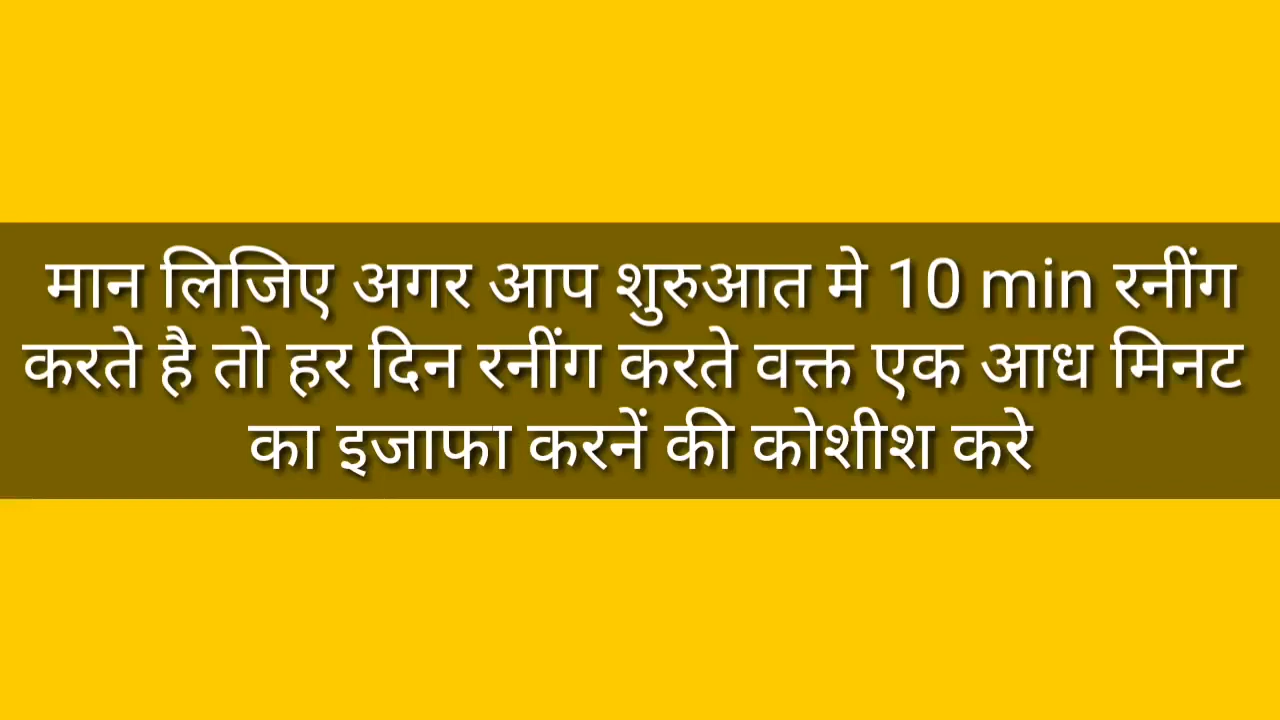 मान लिजिए अगर आप शुरुआत मे 10 min रनींग
करते है तो हर दिन रनींग करते वक्त एक आध मिनट
का इजाफा करनें की कोशीश करे